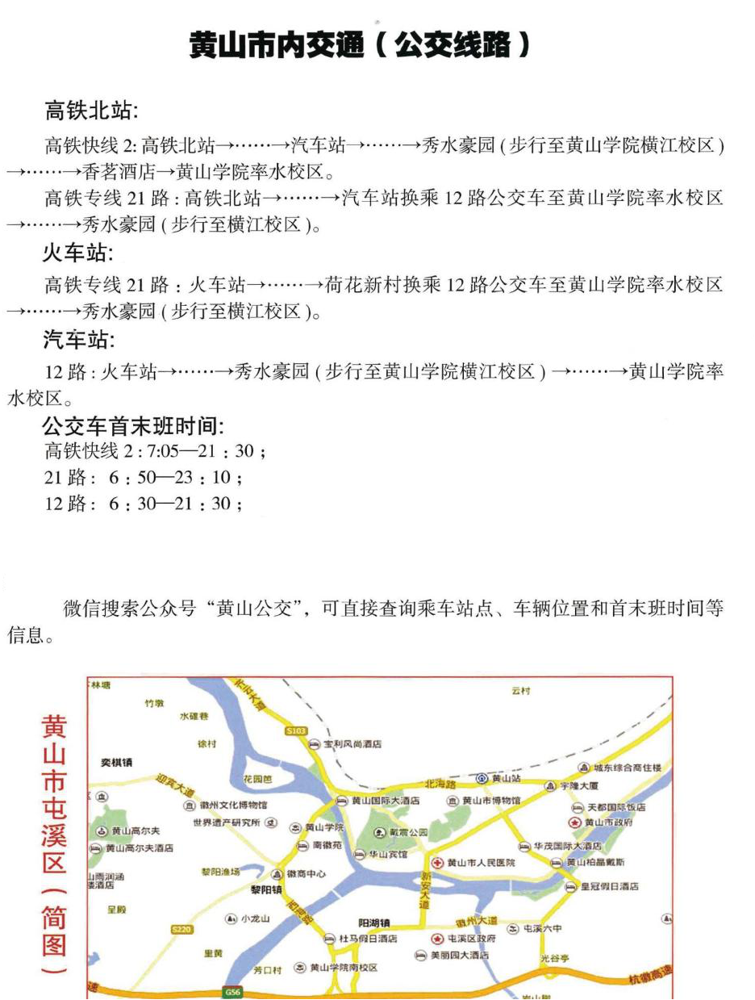 黄山市内交通（公交线路）
高铁北站:
高铁快线 2: 高铁北站→……→汽车站→……→秀水豪园 ( 步行至黄山学院横江校区 )
→……→香茗酒店→黄山学院率水校区。
高铁专线 21 路 : 高铁北站→……→汽车站换乘 12 路公交车至黄山学院率水校区
→……→秀水豪园 ( 步行至横江校区 )。
火车站:
高铁专线 21 路 : 火车站→……→荷花新村换乘 12 路公交车至黄山学院率水校区
→……→秀水豪园 ( 步行至横江校区 )。
汽车站:
12 路 : 火车站→……→秀水豪园 ( 步行至黄山学院横江校区 ) →……→黄山学院率
水校区。
公交车首末班时间:
高铁快线 2 : 7:05—21 : 30 ;
21 路 : 6 : 50—23 : 10 ;
12 路 : 6 : 30—21 : 30 ;
微信搜索公众号“黄山公交”，可直接查询乘车站点、车辆位置和首末班时间等
信息。
黄山市屯溪区（简图）
林塘
竹墩
水碓巷
徐村
云村
S103
宝利风尚酒店
奕棋镇
迎宾大道
花园笆
北海路
黄山站
城东综合商住楼
宇隆大厦
徽州文化博物馆
黄山国际大酒店
黄山市博物馆
天都国际饭店
世界遗产研究所
黄山学院
戴震公园
黄山市政府
黄山高尔夫
黄山高尔夫酒店
南徽苑
华山宾馆
华茂国际大酒店
黄山市人民医院
黄山柏晶戴斯
山雨润涵
楼酒店
黎阳渔场
徽商中心
新安大道
皇冠假日酒店
黎阳镇
呈殿
小龙山
阳湖镇
徽州大道
屯溪六中
S220
杜马假日酒店
屯溪区政府
里黄
美丽园大酒店
光谷亭
芳口村
黄山学院南校区
杭徽高速
速
G56